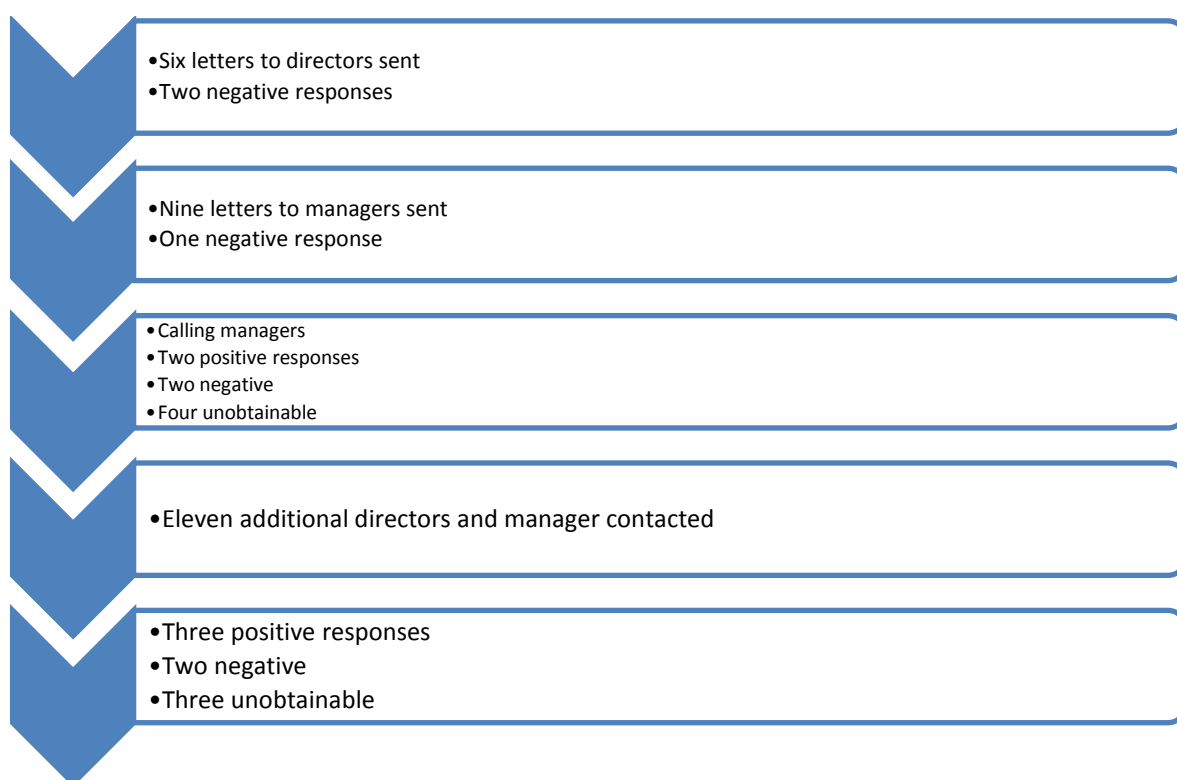 •Six letters to directors sent
•Two negative responses
•Nine letters to managers sent
•One negative response
•Calling managers
•Two positive responses
•Two negative
•Four unobtainable
•Eleven additional directors and manager contacted
•Three positive responses
•Two negative
•Three unobtainable